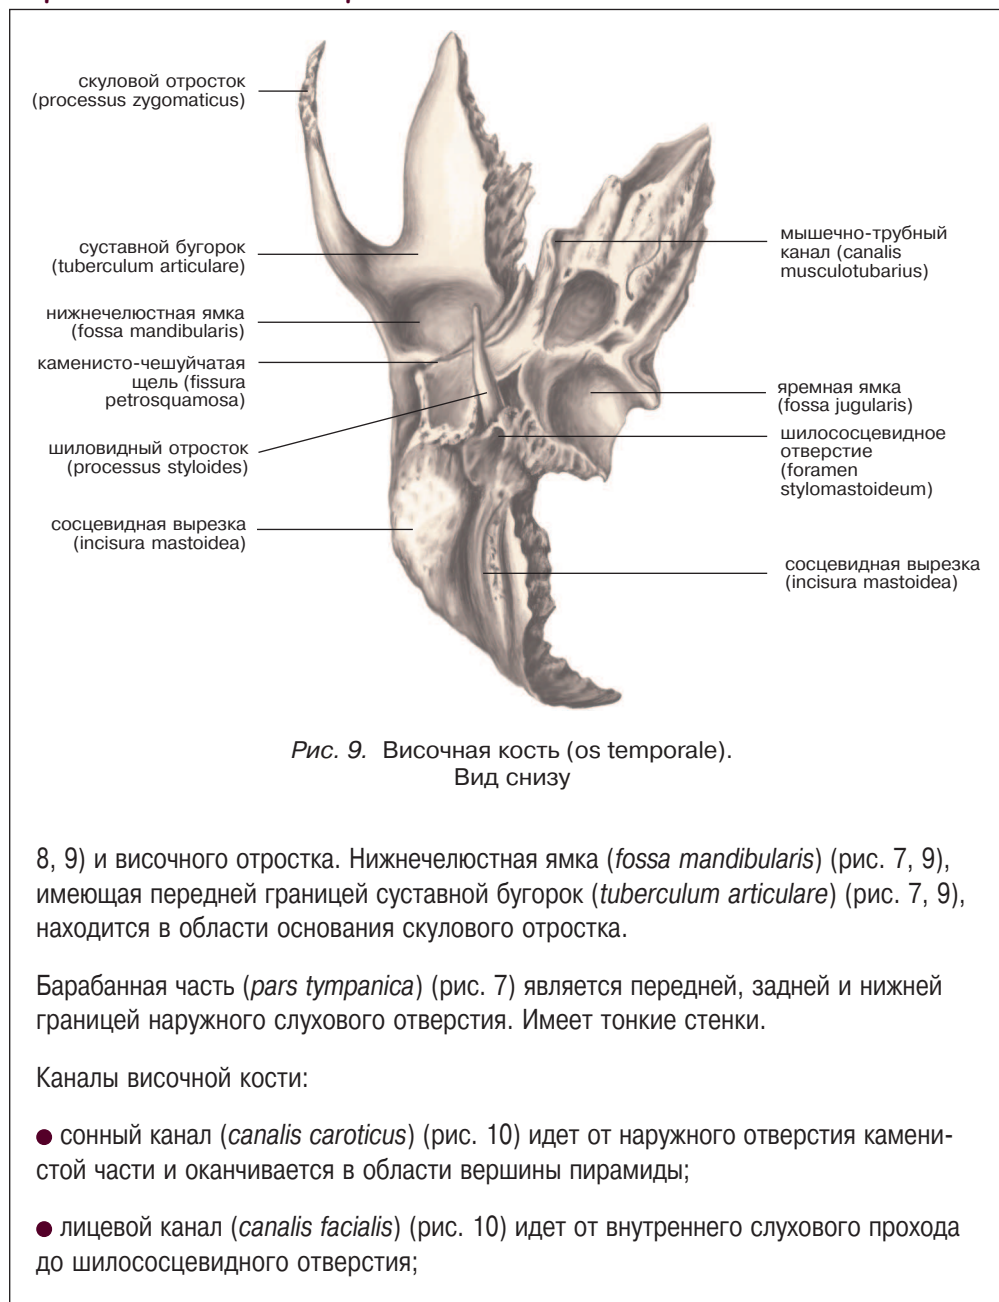 скуловой отросток
(processus zygomaticus)
суставной бугорок
(tuberculum articulare)
нижнечелюстная ямка
(fossa mandibularis)
каменисто-чешуйчатая
щель (fissura
petrosquamosa)
шиловидный отросток
(processus styloides)
сосцевидная вырезка
(incisura mastoidea)
мышечно-трубный
канал (canalis
musculotubarius)
яремная ямка
(fossa jugularis)
шилососцевидное
отверстие
(foramen
stylomastoideum)
сосцевидная вырезка
(incisura mastoidea)
Рис. 9. Височная кость (os temporale).
Вид снизу
8, 9) и височного отростка. Нижнечелюстная ямка (fossa mandibularis) (рис. 7, 9),
имеющая передней границей суставной бугорок (tuberculum articulare) (рис. 7, 9),
находится в области основания скулового отростка.
Барабанная часть (pars tympanica) (рис. 7) является передней, задней и нижней
границей наружного слухового отверстия. Имеет тонкие стенки.
Каналы височной кости:
● сонный канал (canalis caroticus) (рис. 10) идет от наружного отверстия камени-
стой части и оканчивается в области вершины пирамиды;
● лицевой канал (canalis facialis) (рис. 10) идет от внутреннего слухового прохода
до шилососцевидного отверстия;